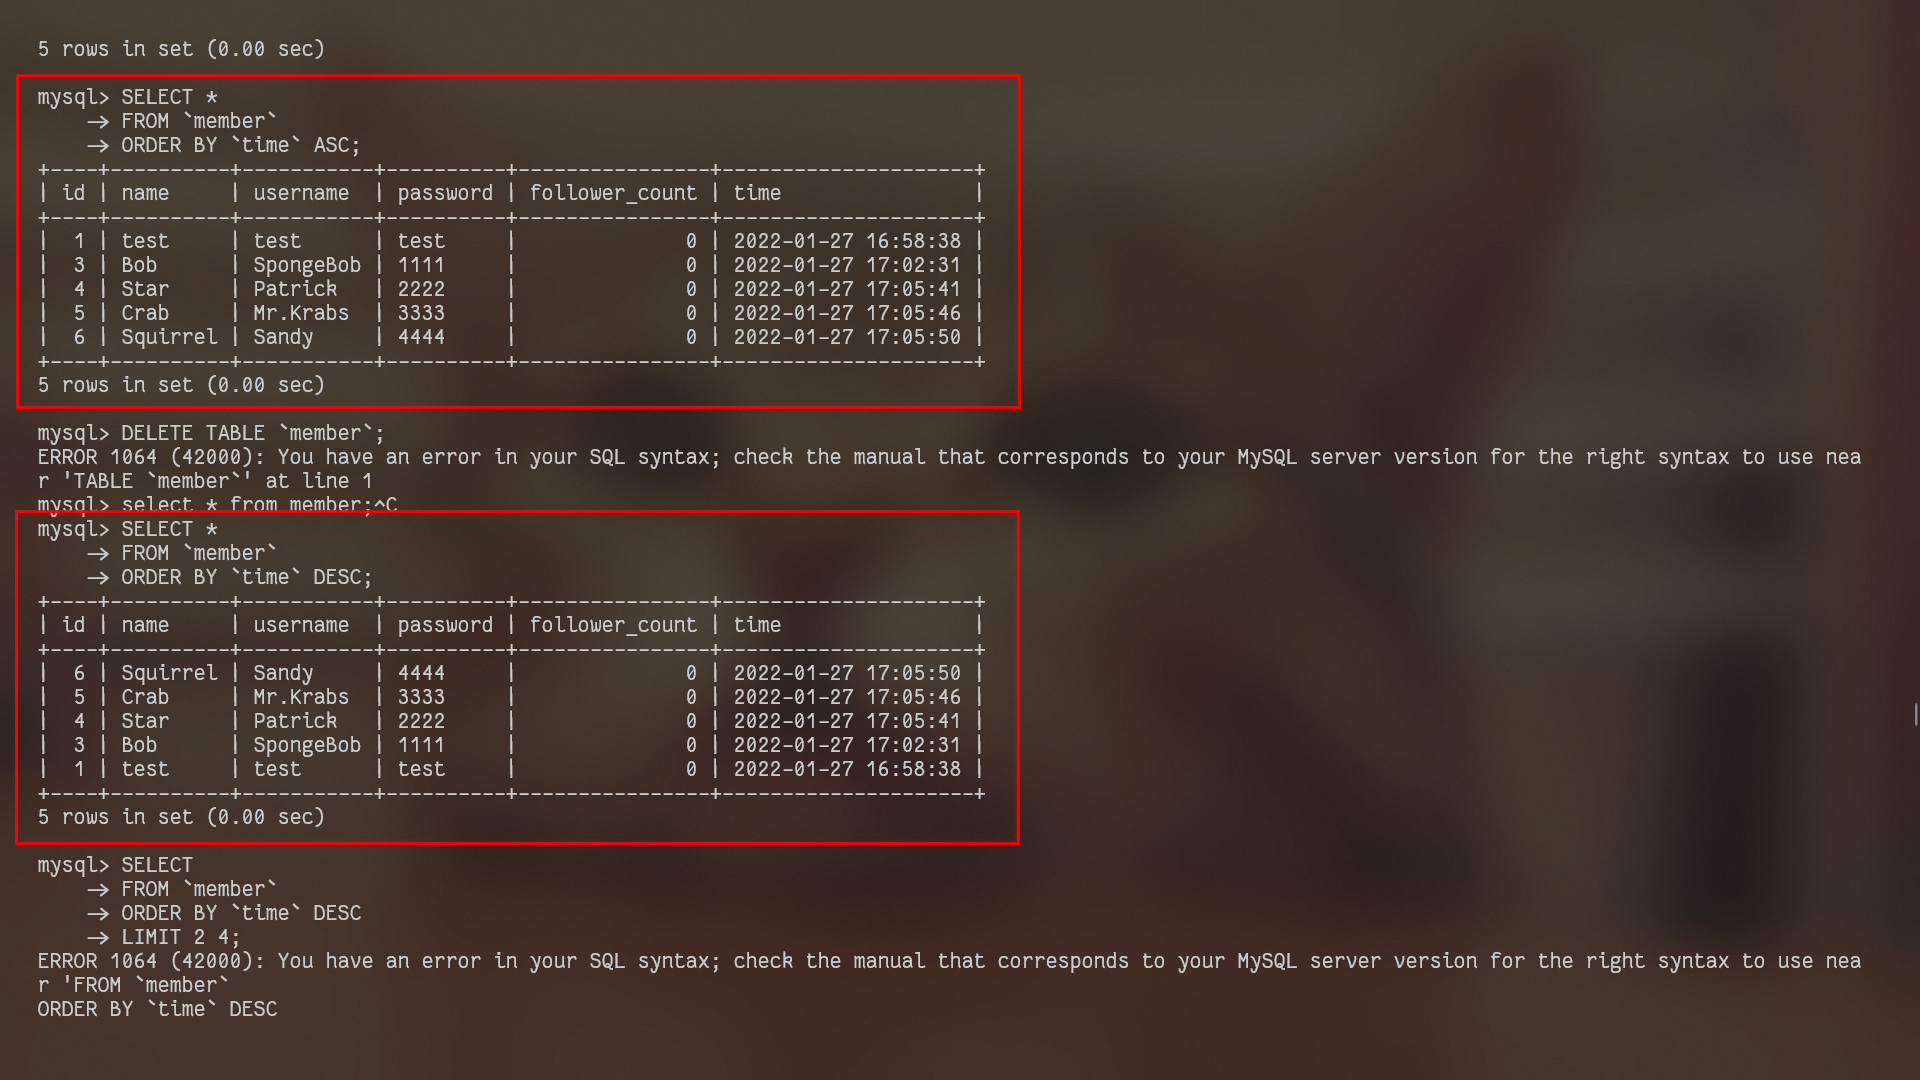 5 rows in set (0.00 sec)
mysql> SELECT *
    -> FROM `member`
    -> ORDER BY `time` ASC;
+----+----------+-----------+----------+----------------+---------------------+
| id | name     | username  | password | follower_count | time                |
+----+----------+-----------+----------+----------------+---------------------+
|  1 | test     | test      | test     |              0 | 2022-01-27 16:58:38 |
|  3 | Bob      | SpongeBob | 1111     |              0 | 2022-01-27 17:02:31 |
|  4 | Star     | Patrick   | 2222     |              0 | 2022-01-27 17:05:41 |
|  5 | Crab     | Mr.Krabs  | 3333     |              0 | 2022-01-27 17:05:46 |
|  6 | Squirrel | Sandy     | 4444     |              0 | 2022-01-27 17:05:50 |
+----+----------+-----------+----------+----------------+---------------------+
5 rows in set (0.00 sec)
mysql> DELETE TABLE `member`;
ERROR 1064 (42000): You have an error in your SQL syntax; check the manual that corresponds to your MySQL server version for the right syntax to use nea
r 'TABLE `member`' at line 1
mysql> select * from member;^C
mysql> SELECT *
    -> FROM `member`
    -> ORDER BY `time` DESC;
+----+----------+-----------+----------+----------------+---------------------+
| id | name     | username  | password | follower_count | time                |
+----+----------+-----------+----------+----------------+---------------------+
|  6 | Squirrel | Sandy     | 4444     |              0 | 2022-01-27 17:05:50 |
|  5 | Crab     | Mr.Krabs  | 3333     |              0 | 2022-01-27 17:05:46 |
|  4 | Star     | Patrick   | 2222     |              0 | 2022-01-27 17:05:41 |
|  3 | Bob      | SpongeBob | 1111     |              0 | 2022-01-27 17:02:31 |
|  1 | test     | test      | test     |              0 | 2022-01-27 16:58:38 |
+----+----------+-----------+----------+----------------+---------------------+
5 rows in set (0.00 sec)
mysql> SELECT
    -> FROM `member`
    -> ORDER BY `time` DESC
    -> LIMIT 2 4;
ERROR 1064 (42000): You have an error in your SQL syntax; check the manual that corresponds to your MySQL server version for the right syntax to use nea
r 'FROM `member`
ORDER BY `time` DESC